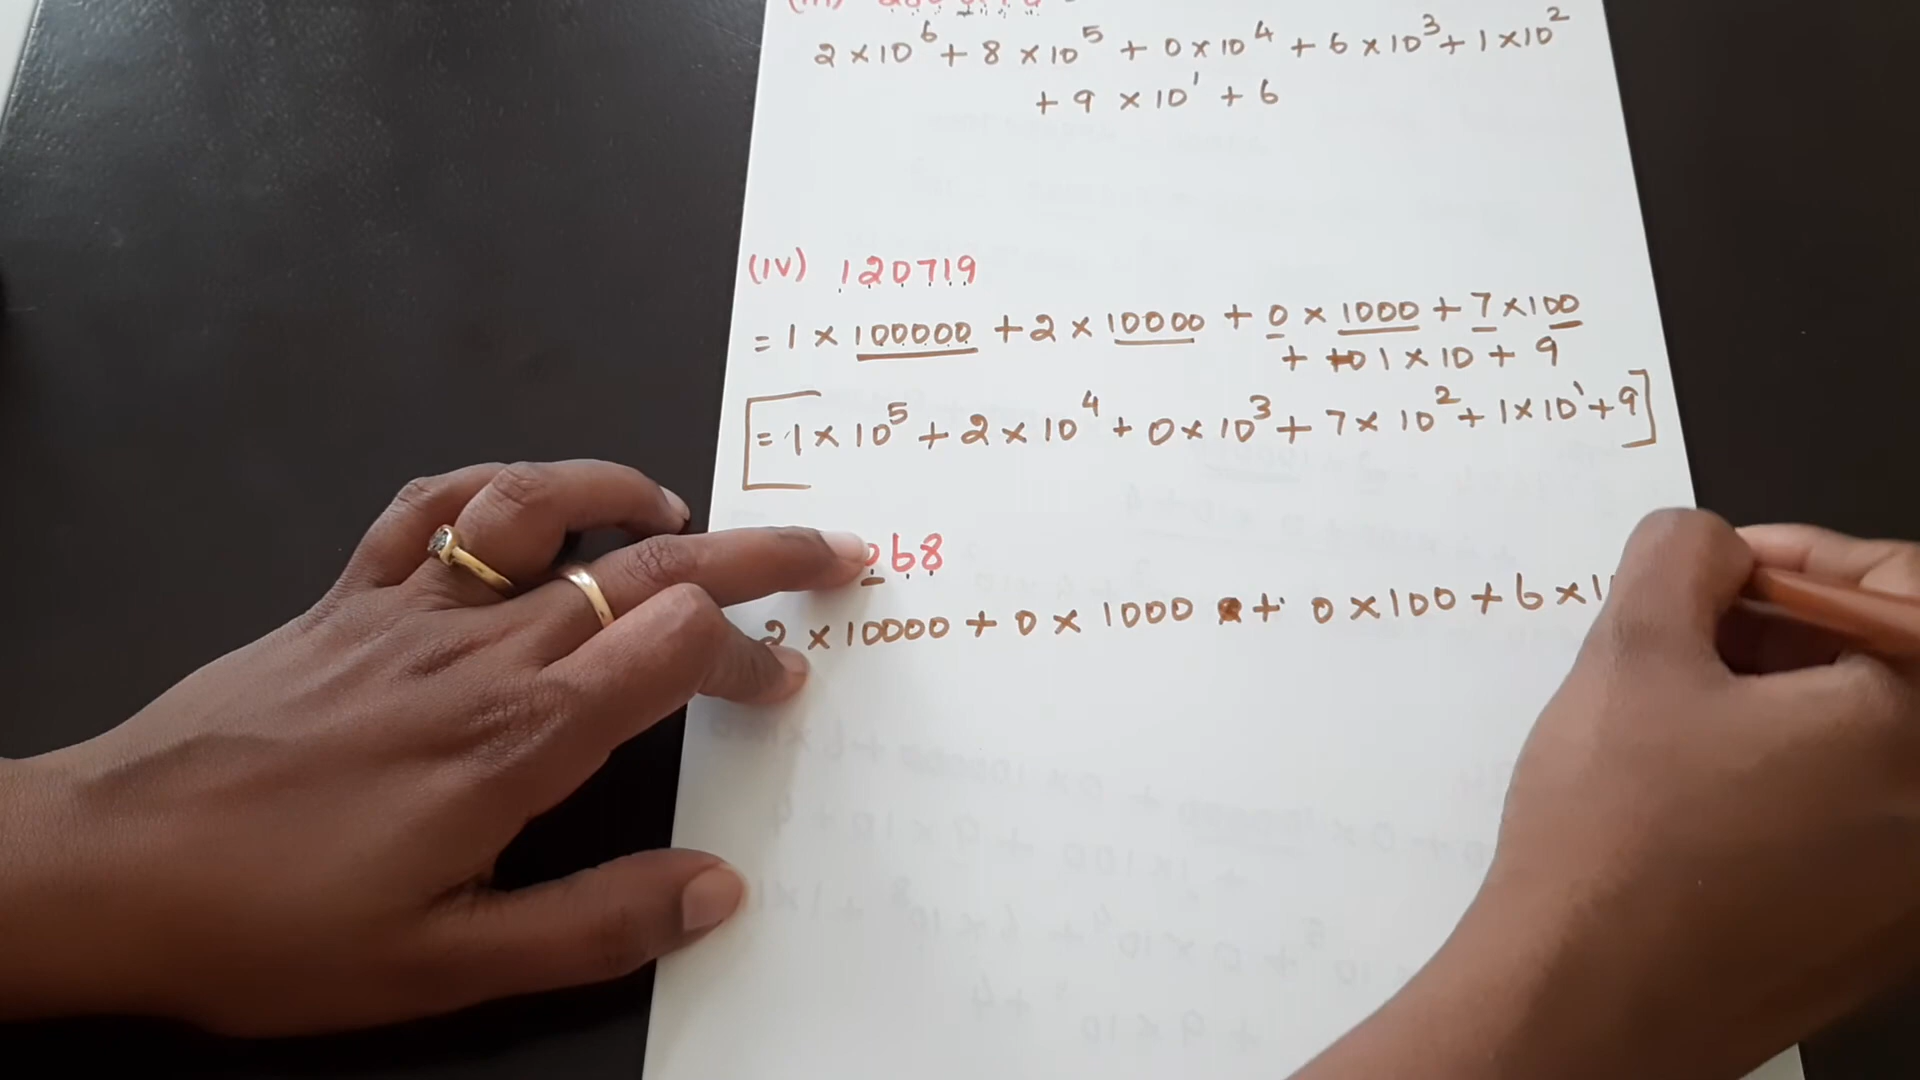 2 × 10⁶ + 8 × 10⁵ + 0 × 10⁴ + 6 × 10³ + 1 × 10²
+ 9 × 10¹ + 6
(IV) 120719
= 1 × 100000 + 2 × 10000 + 0 × 1000 + 7 × 100
+ 1 × 10 + 9
= 1 × 10⁵ + 2 × 10⁴ + 0 × 10³ + 7 × 10² + 1 × 10¹ + 9
068
2 × 10000 + 0 × 1000 + 0 × 100 + 6 × 1